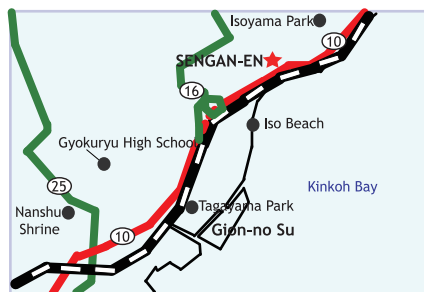 Isoyama Park
10
SENGAN-EN
16
Iso Beach
Gyokuryu High School
25
Kinkoh Bay
Nanshu
Shrine
Tagayama Park
10
Gion-no Su